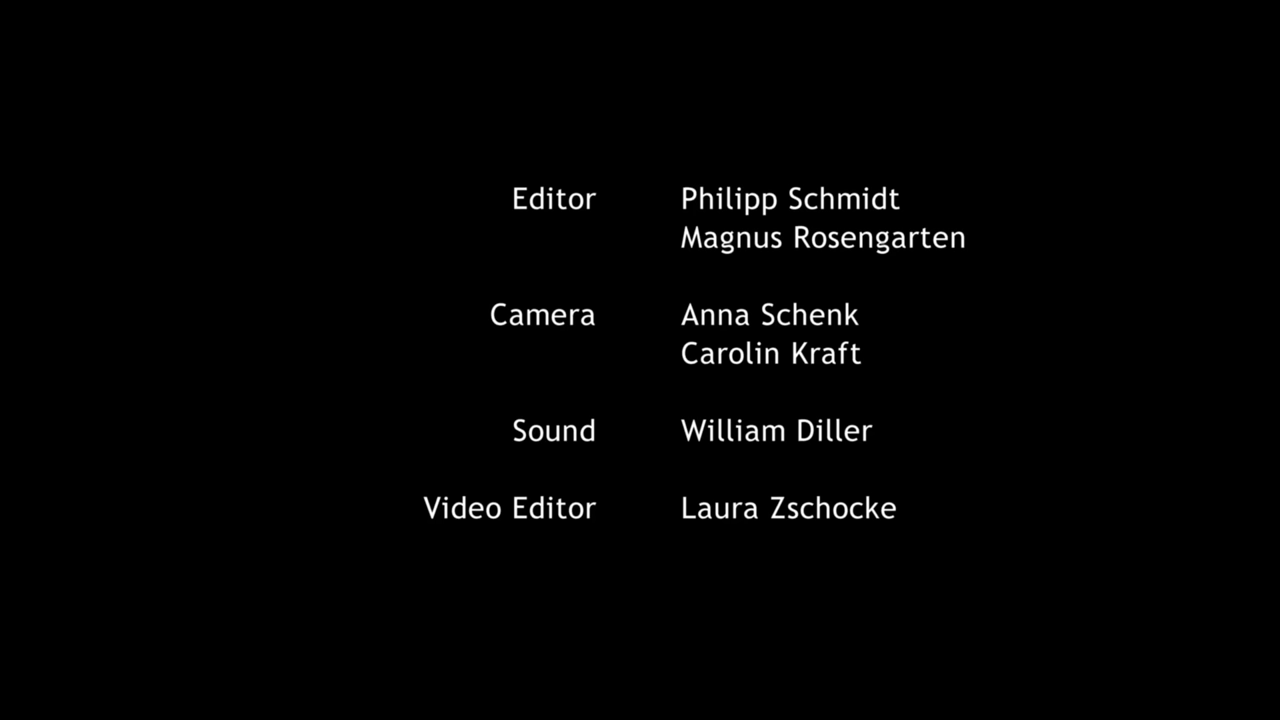 Editor Philipp Schmidt
Magnus Rosengarten
Camera Anna Schenk
Carolin Kraft
Sound William Diller
Video Editor Laura Zschocke